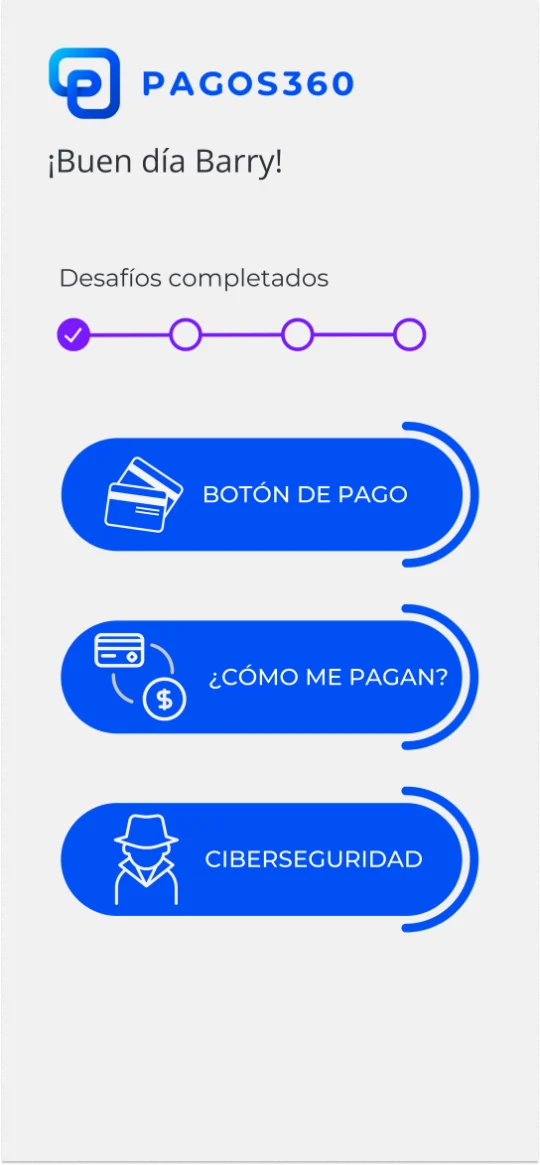 PAGOS360
¡Buen día Barry!
Desafíos completados
BOTÓN DE PAGO
¿CÓMO ME PAGAN?
$
CIBERSEGURIDAD